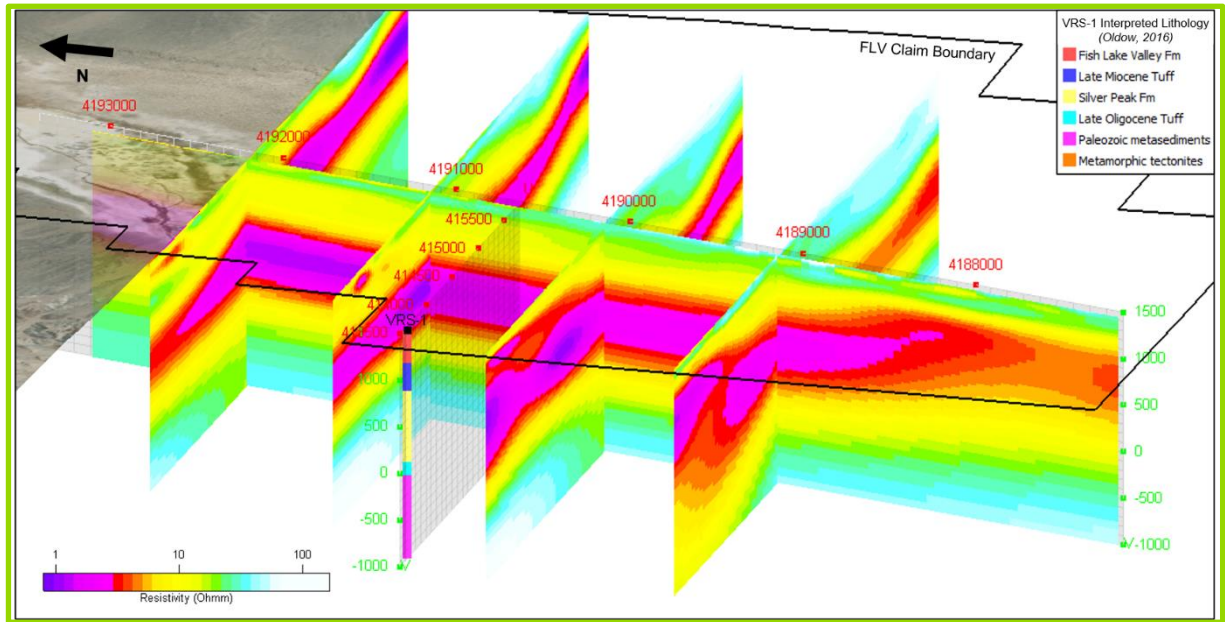 VRS-1 Interpreted Lithology
(Oldow, 2016)
Fish Lake Valley Fm
Late Miocene Tuff
Silver Peak Fm
Late Oligocene Tuff
Paleozoic metasediments
Metamorphic tectonites
FLV Claim Boundary
N
4193000
4192000
4191000
4190000
4189000
4188000
415500
415000
VRS-1
1000
500
0
-500
-1000
1500
1000
500
0
-500
-1000
1
10
100
Resistivity (Ohmm)